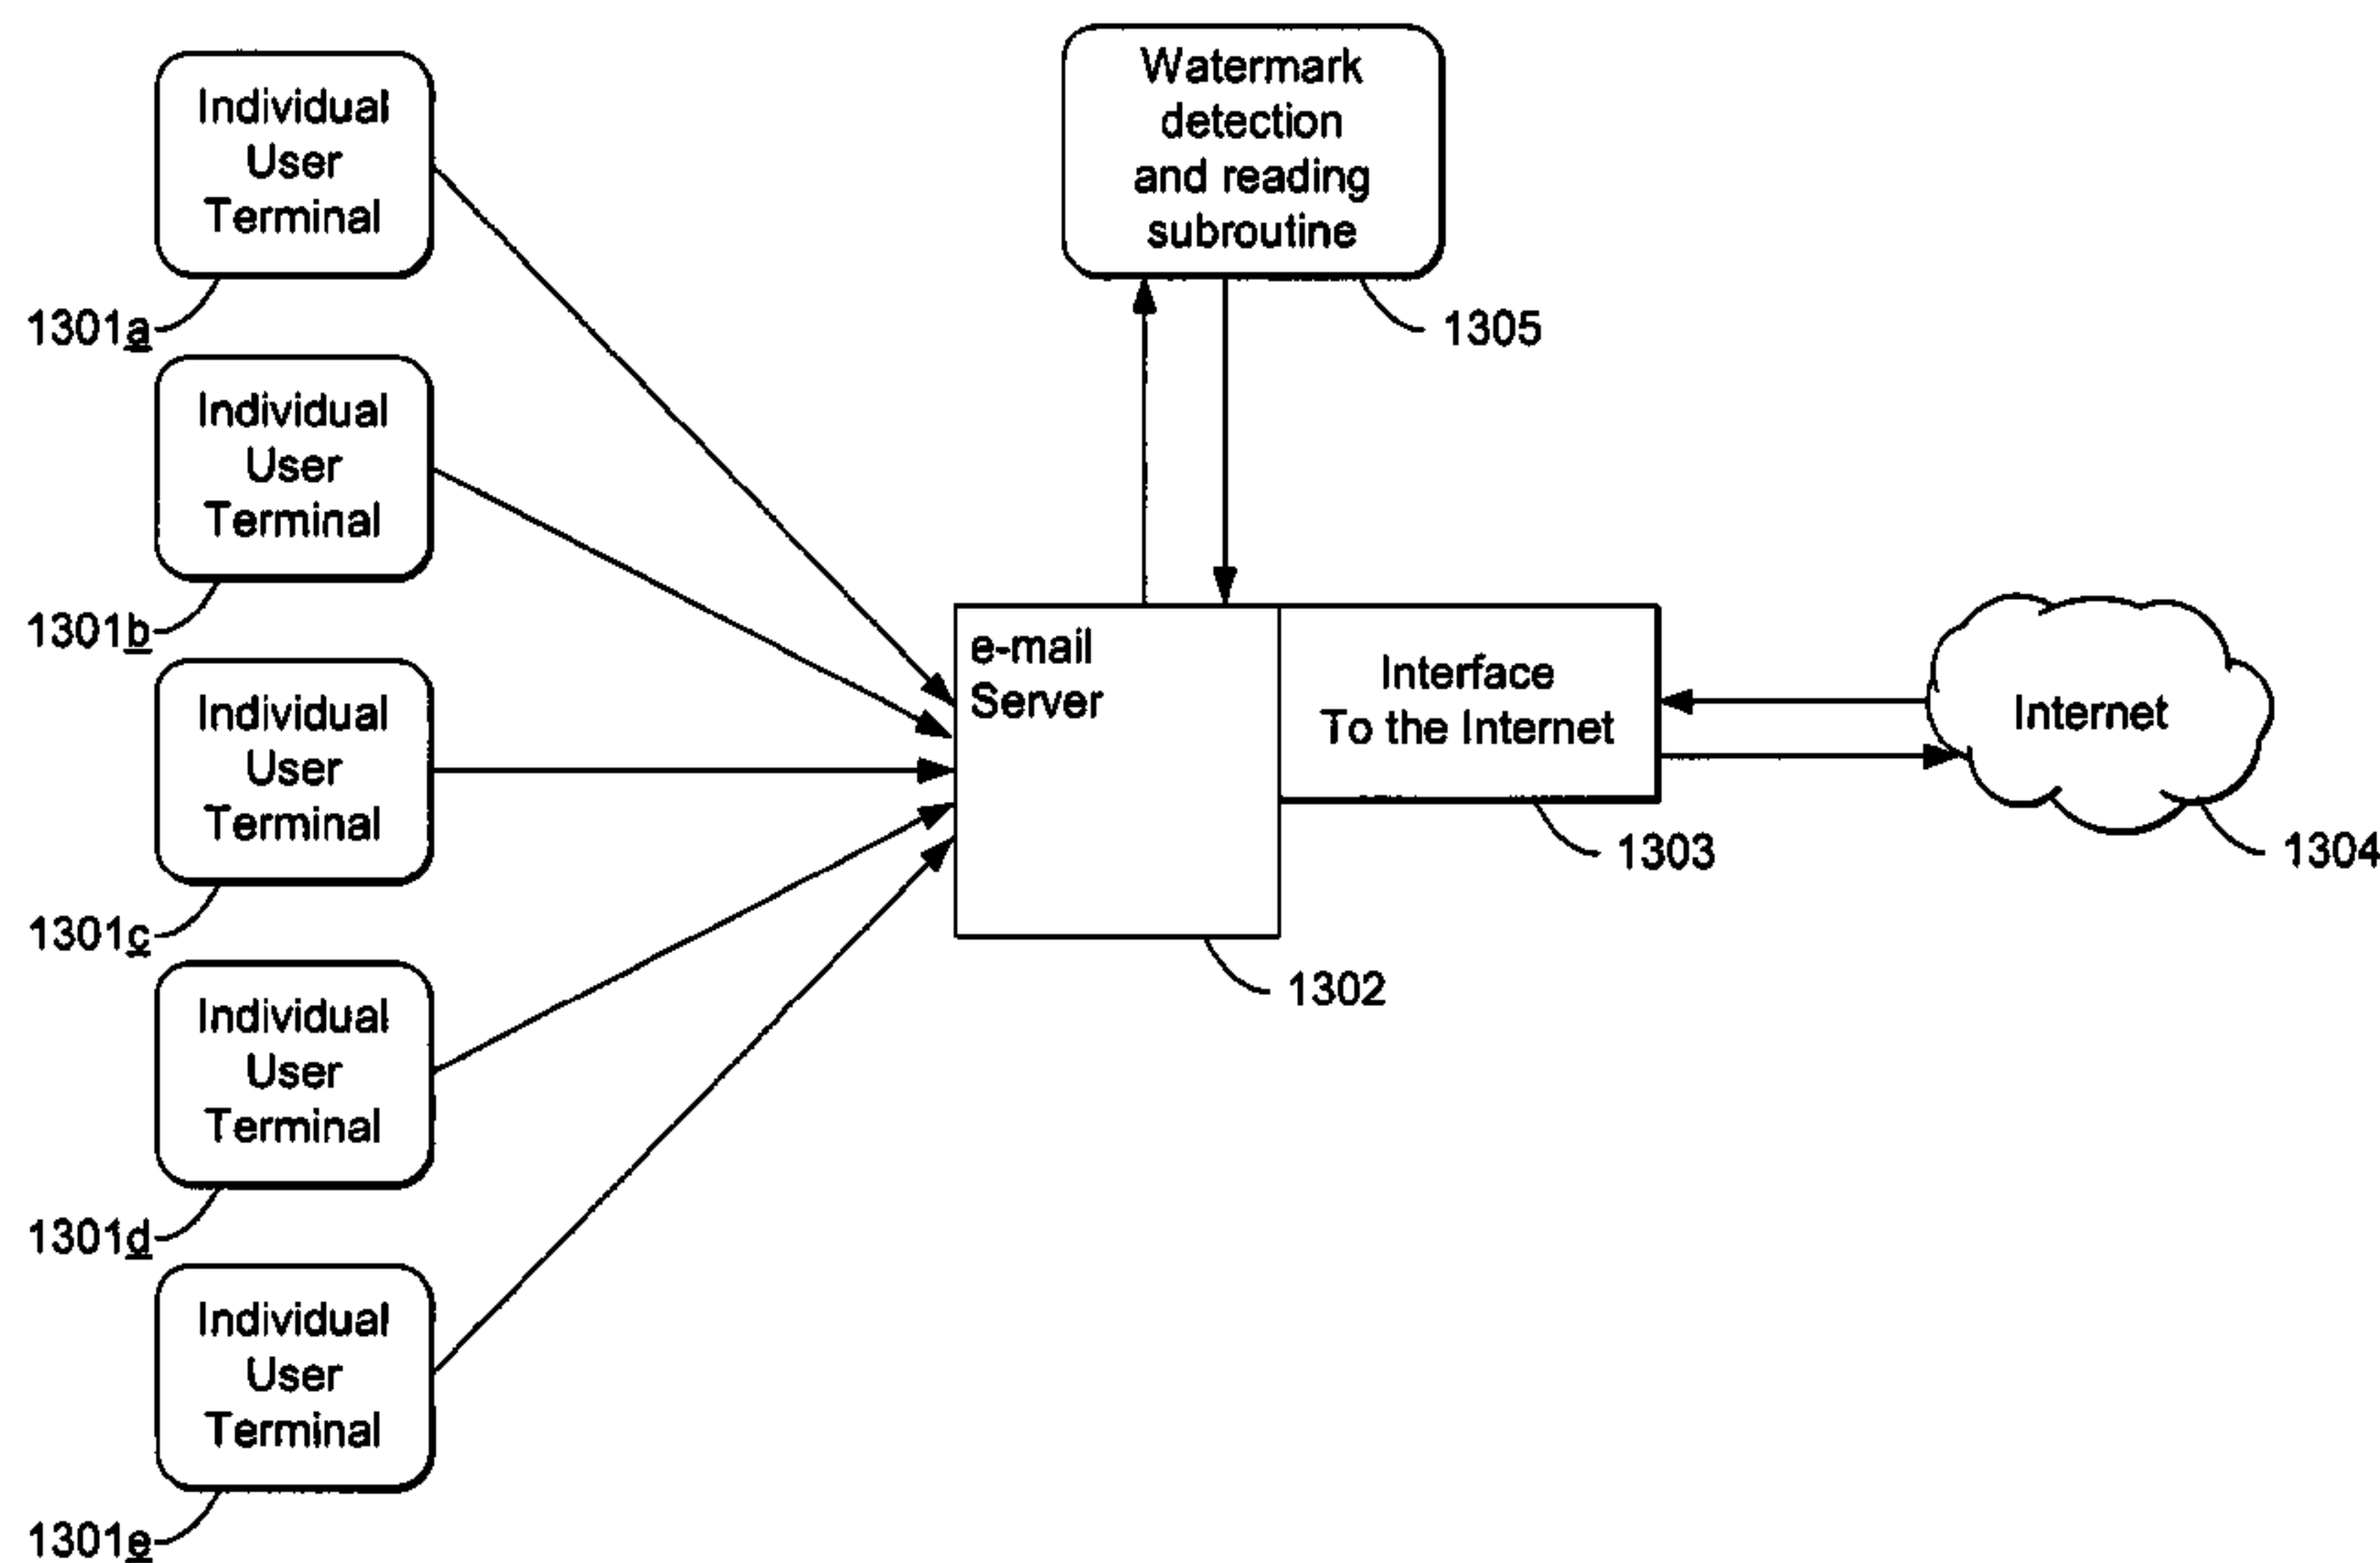 Individual
User
Terminal
1301a
Individual
User
Terminal
1301b
Individual
User
Terminal
1301c
Individual
User
Terminal
1301d
Individual
User
Terminal
1301e
Watermark
detection
and reading
subroutine
1305
e-mail
Server
1302
Interface
To the Internet
1303
Internet
1304